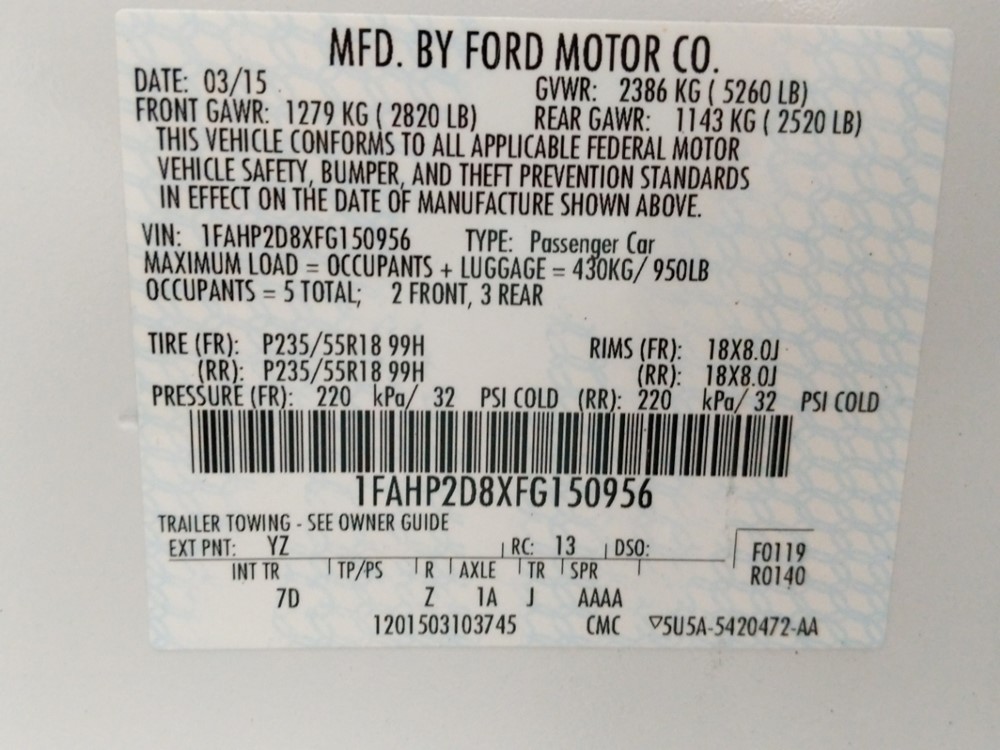 MFD. BY FORD MOTOR CO.
DATE: 03/15 GVWR: 2386 KG ( 5260 LB)
FRONT GAWR: 1279 KG ( 2820 LB) REAR GAWR: 1143 KG ( 2520 LB)
THIS VEHICLE CONFORMS TO ALL APPLICABLE FEDERAL MOTOR
VEHICLE SAFETY, BUMPER, AND THEFT PREVENTION STANDARDS
IN EFFECT ON THE DATE OF MANUFACTURE SHOWN ABOVE.
VIN: 1FAHP2D8XFG150956 TYPE: Passenger Car
MAXIMUM LOAD = OCCUPANTS + LUGGAGE = 430KG/ 950LB
OCCUPANTS = 5 TOTAL; 2 FRONT, 3 REAR
TIRE (FR): P235/55R18 99H RIMS (FR): 18X8.0J
(RR): P235/55R18 99H (RR): 18X8.0J
PRESSURE (FR): 220 kPa/ 32 PSI COLD (RR): 220 kPa/ 32 PSI COLD
1FAHP2D8XFG150956
TRAILER TOWING - SEE OWNER GUIDE
EXT PNT: YZ RC: 13 DSO: F0119
INT TR TP/PS R AXLE TR SPR R0140
7D Z 1A J AAAA
1201503103745 CMC ▽5U5A-5420472-AA